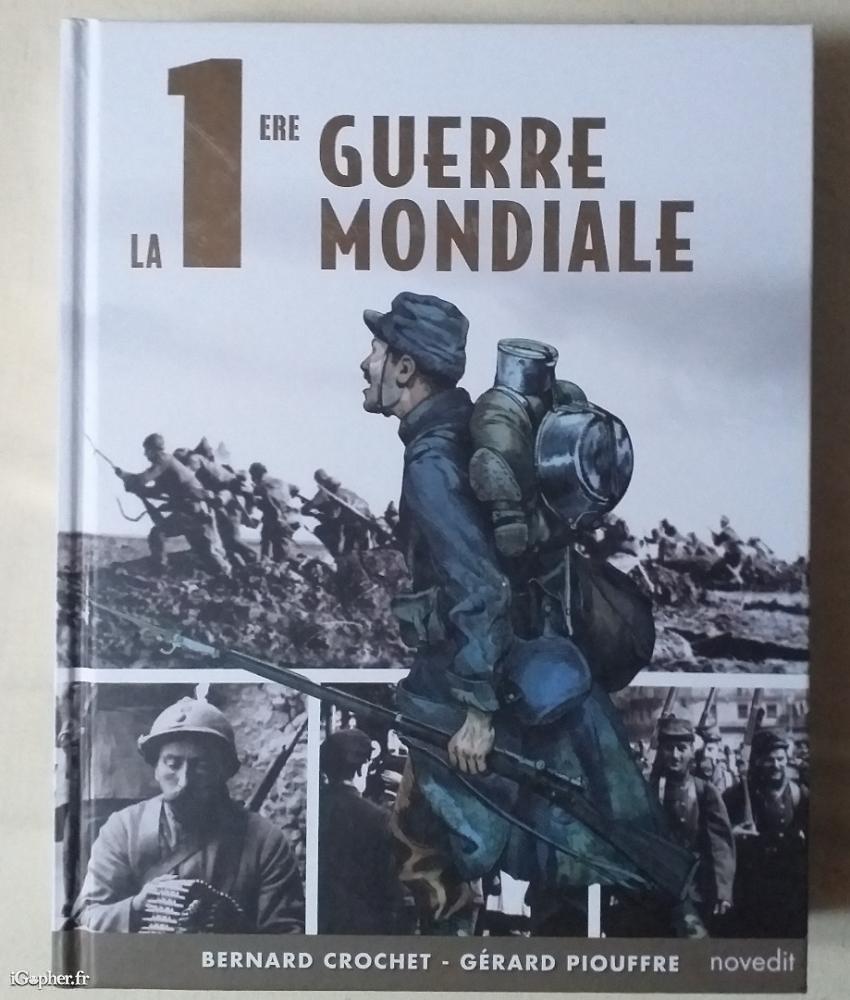 LA 1ERE GUERRE
MONDIALE
BERNARD CROCHET - GÉRARD PIOUFFRE novedit
iGopher.fr